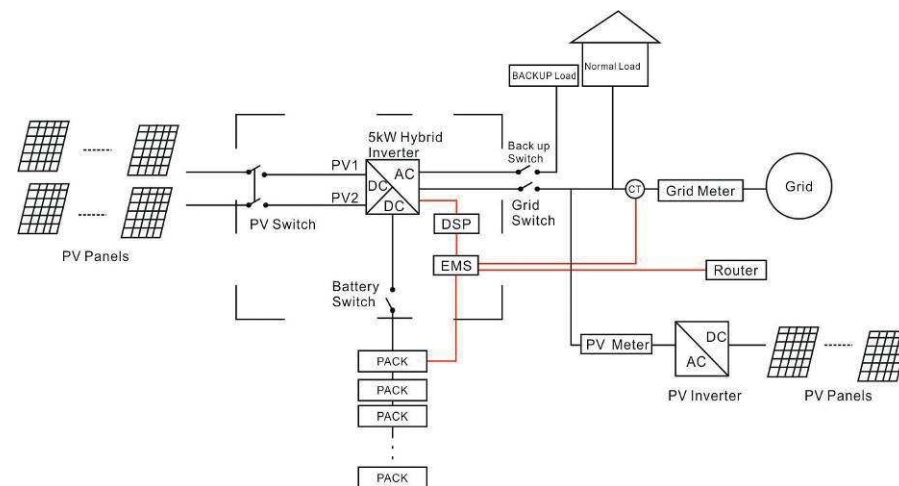 BACKUP Load
Normal Load
5kW Hybrid
Inverter
Back up
Switch
PV1
AC
DC
PV2
DC
PV Switch
Grid
Switch
CT
Grid Meter
Grid
PV Panels
DSP
EMS
Router
Battery
Switch
PACK
PACK
PACK
PACK
PV Meter
DC
AC
PV Inverter
PV Panels